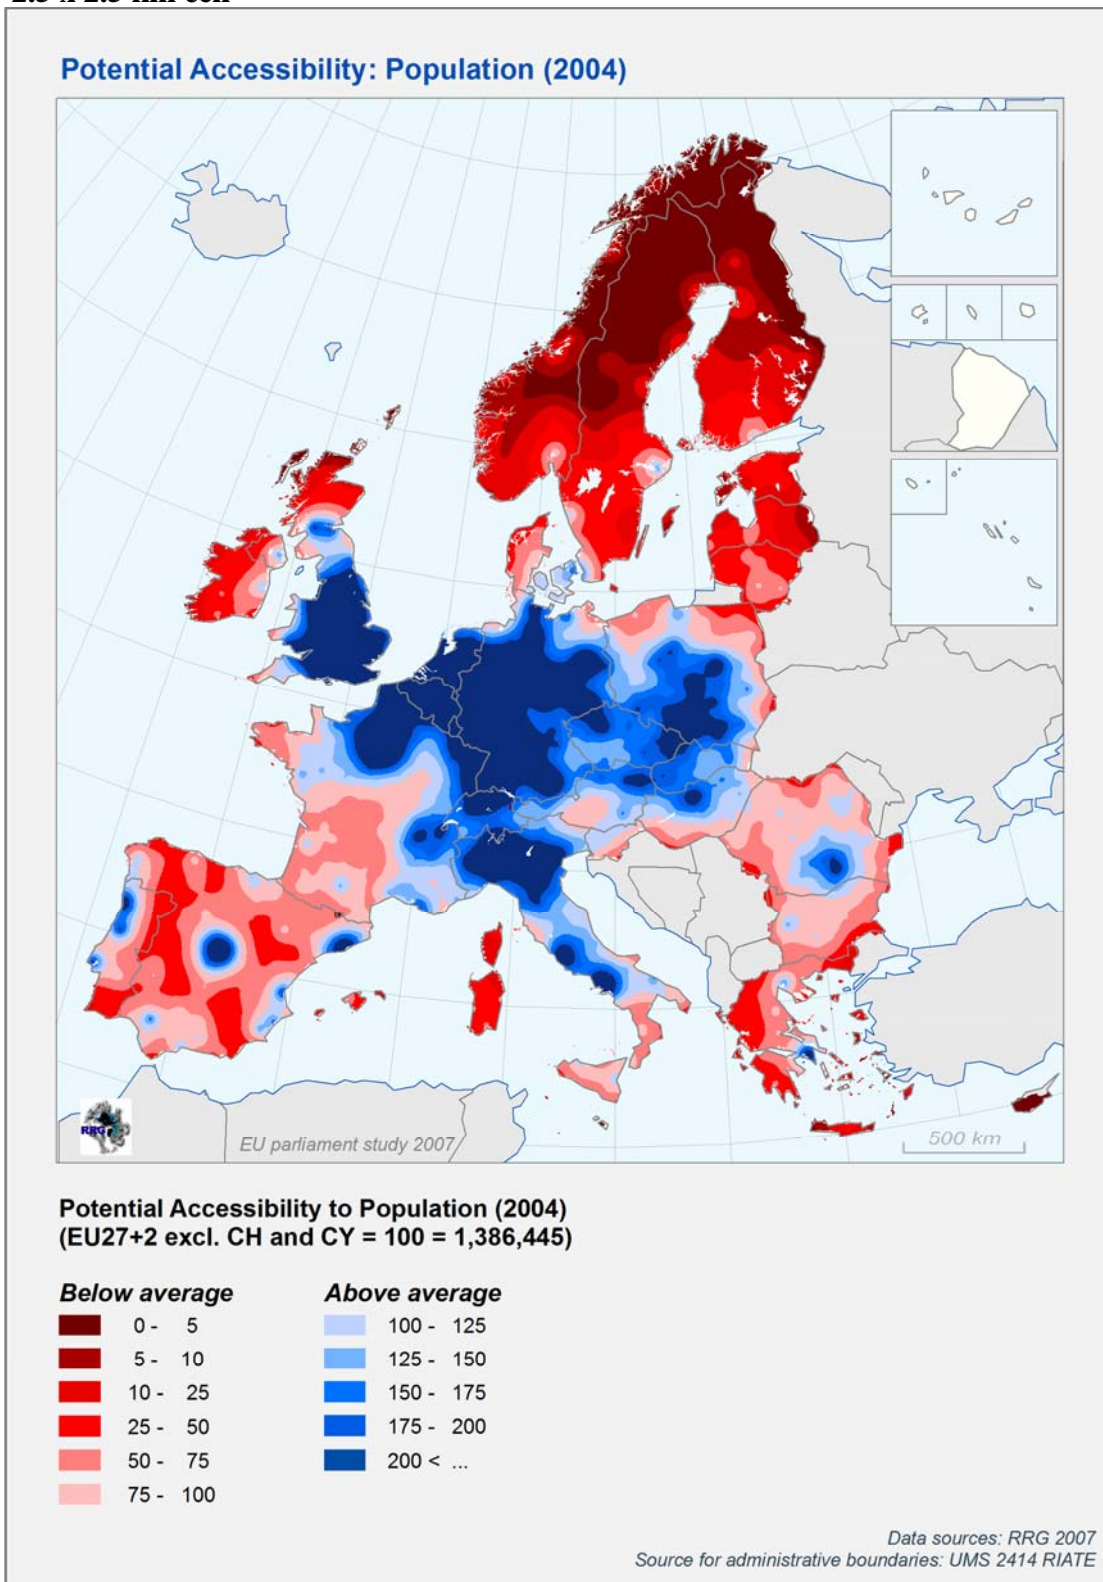 Potential Accessibility: Population (2004)
RRG
EU parliament study 2007
500 km
Potential Accessibility to Population (2004)
(EU27+2 excl. CH and CY = 100 = 1,386,445)
Below average
0 - 5
5 - 10
10 - 25
25 - 50
50 - 75
75 - 100
Above average
100 - 125
125 - 150
150 - 175
175 - 200
200 < ...
Data sources: RRG 2007
Source for administrative boundaries: UMS 2414 RIATE